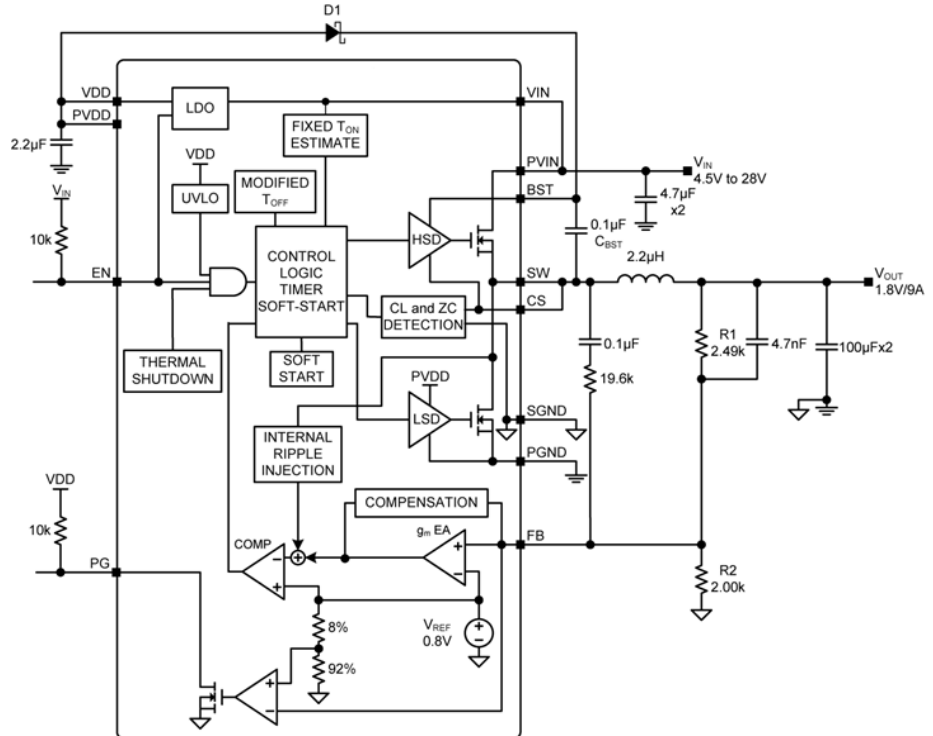 D1
VDD
PVDD
2.2µF
LDO
VIN
FIXED TON
ESTIMATE
VDD
UVLO
MODIFIED
TOFF
PVIN
VIN
4.5V to 28V
BST
4.7µF
x2
VIN
10k
HSD
0.1µF
CBST
2.2µH
EN
CONTROL
LOGIC
TIMER
SOFT-START
SW
VOUT
1.8V/9A
CS
CL and ZC
DETECTION
THERMAL
SHUTDOWN
SOFT
START
0.1µF
19.6k
R1
2.49k
4.7nF
100µFx2
PVDD
LSD
SGND
PGND
INTERNAL
RIPPLE
INJECTION
VDD
10k
COMPENSATION
gm EA
FB
COMP
+
−
+
−
+
PG
R2
2.00k
8%
92%
VREF
0.8V
+
−
+
−